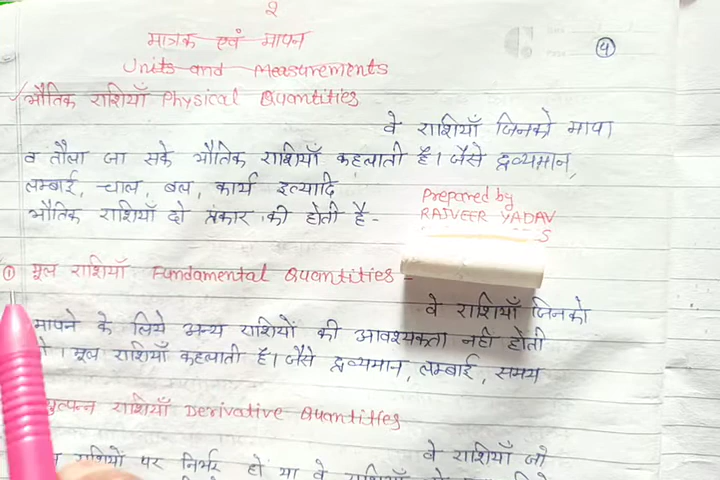 २
४
मात्रक एवं मापन
Units and Measurements
भौतिक राशियाँ Physical Quantities
वे राशियाँ जिनको मापा
व तौला जा सके भौतिक राशियाँ कहलाती है। जैसे द्रव्यमान,
लम्बाई, चाल, बल, कार्य इत्यादि
Prepared by
RAJVEER YADAV
भौतिक राशियाँ दो प्रकार की होती है-
① मूल राशियाँ Fundamental Quantities -
वे राशियाँ जिनको
मापने के लिये अन्य राशियों की आवश्यकता नही होती
। मूल राशियाँ कहलाती है। जैसे द्रव्यमान, लम्बाई, समय
राशियाँ Derivative Quantities
वे राशियाँ जो
राशियों पर निर्भर हों या वे